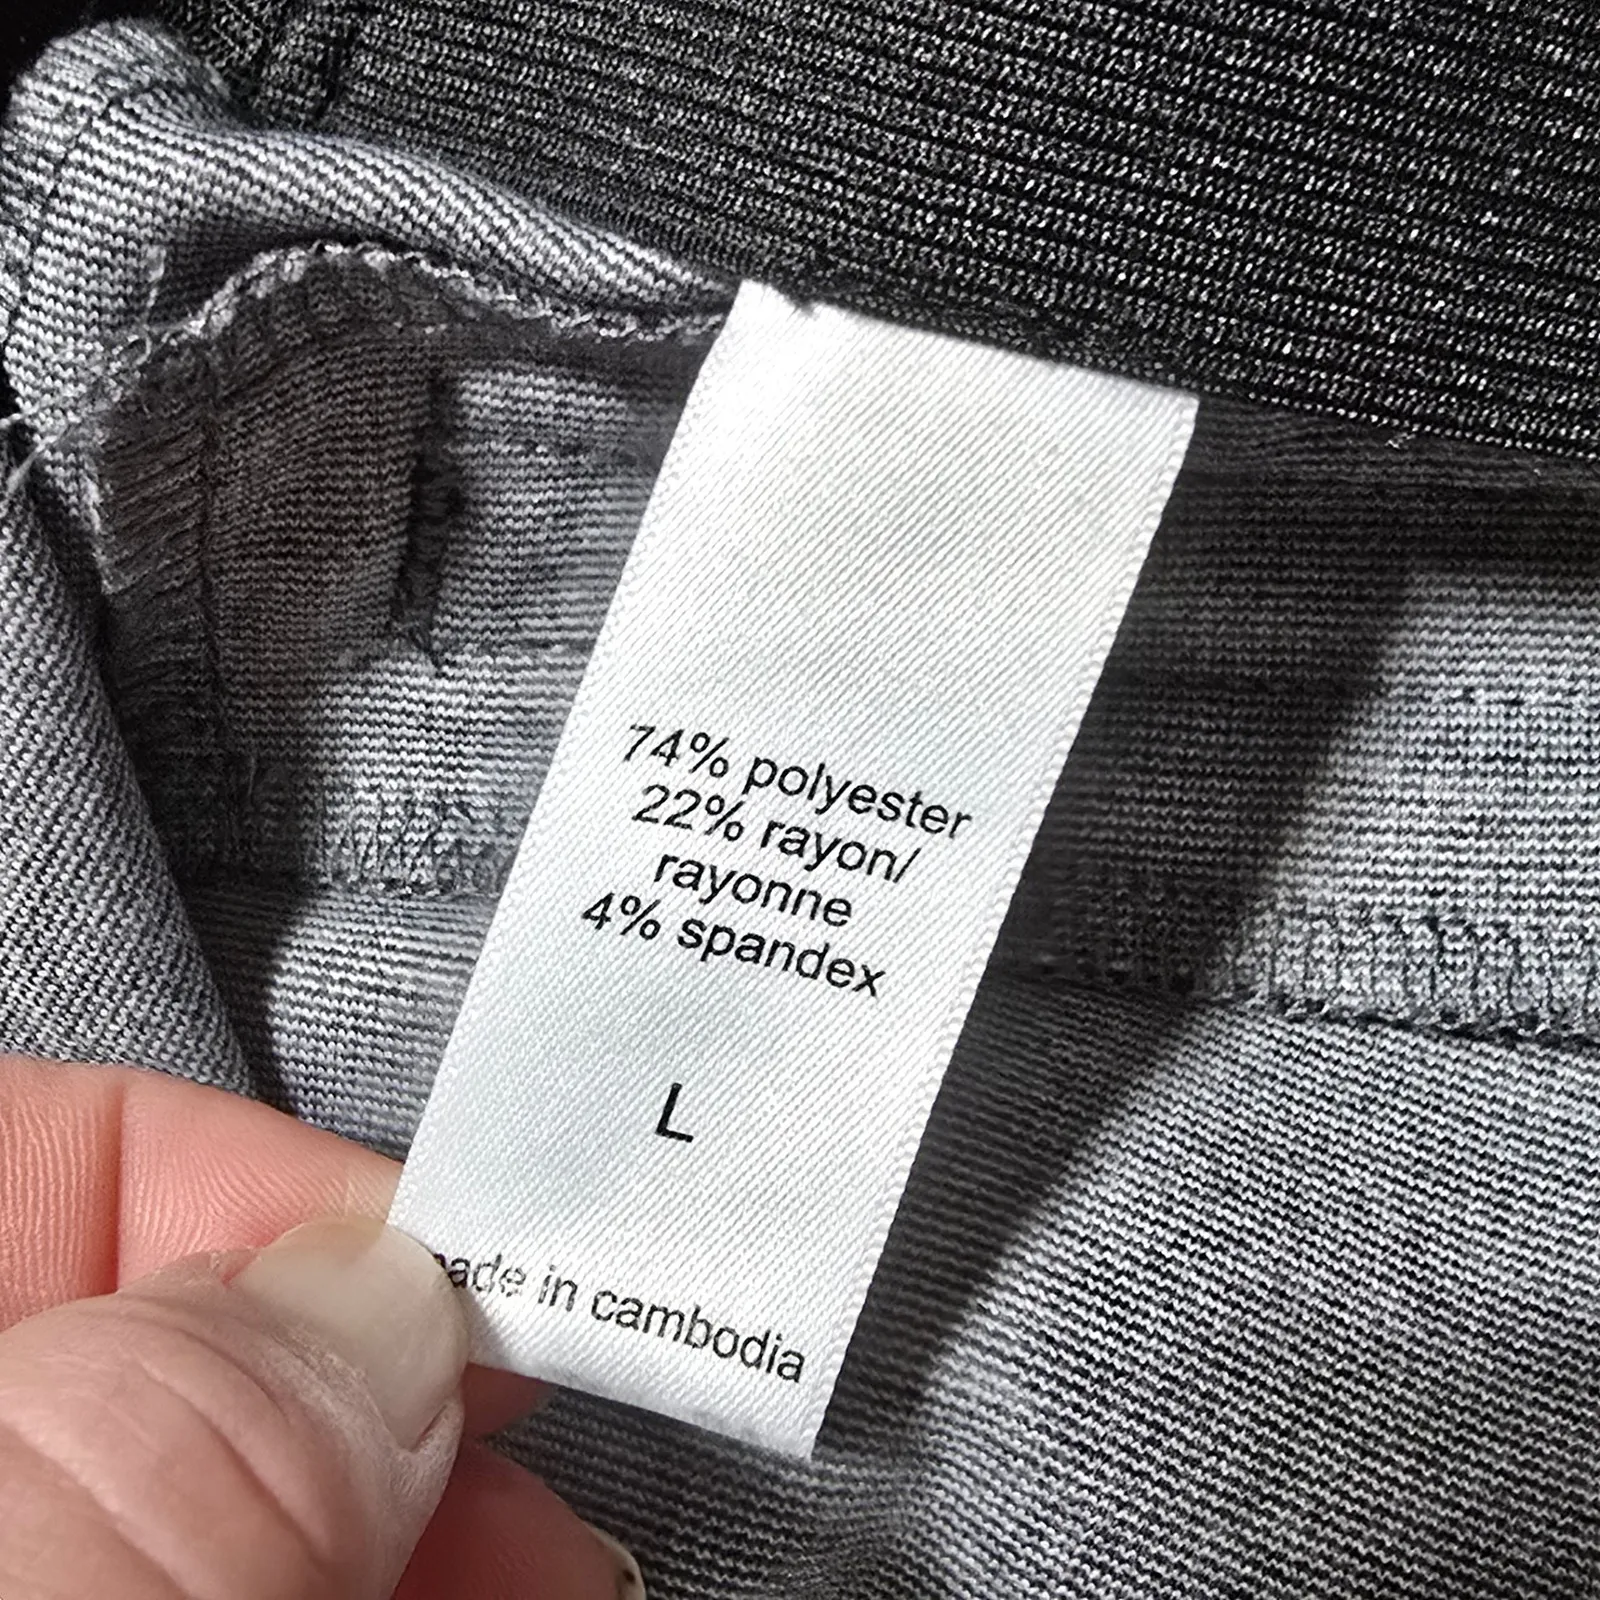 74% polyester
22% rayon/
rayonne
4% spandex
L
in cambodia